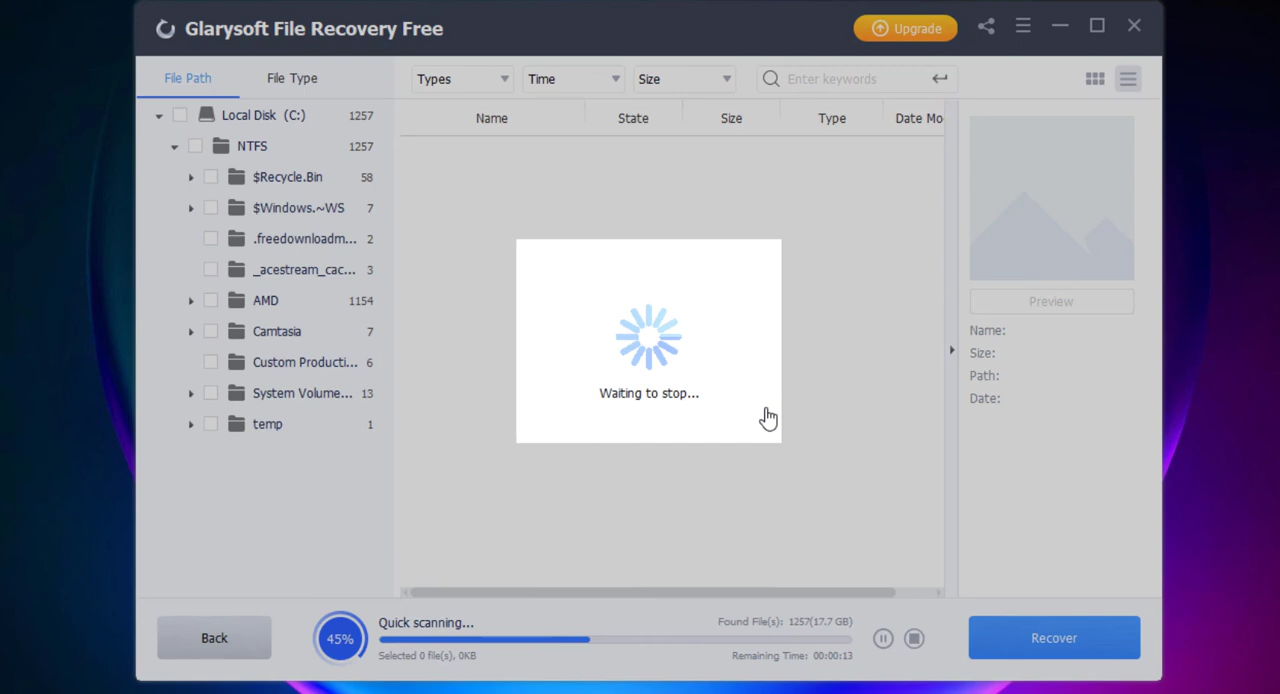 Glarysoft File Recovery Free
Upgrade
File Path
File Type
Types
Time
Size
Enter keywords
Local Disk (C:) 1257
NTFS 1257
$Recycle.Bin 58
$Windows.~WS 7
.freedownloadm... 2
_acestream_cac... 3
AMD 1154
Camtasia 7
Custom Producti... 6
System Volume... 13
temp 1
Name State Size Type Date Mo
Waiting to stop...
Preview
Name:
Size:
Path:
Date:
Back
45%
Quick scanning...
Found File(s): 1257(17.7 GB)
Selected 0 file(s), 0KB
Remaining Time: 00:00:13
Recover